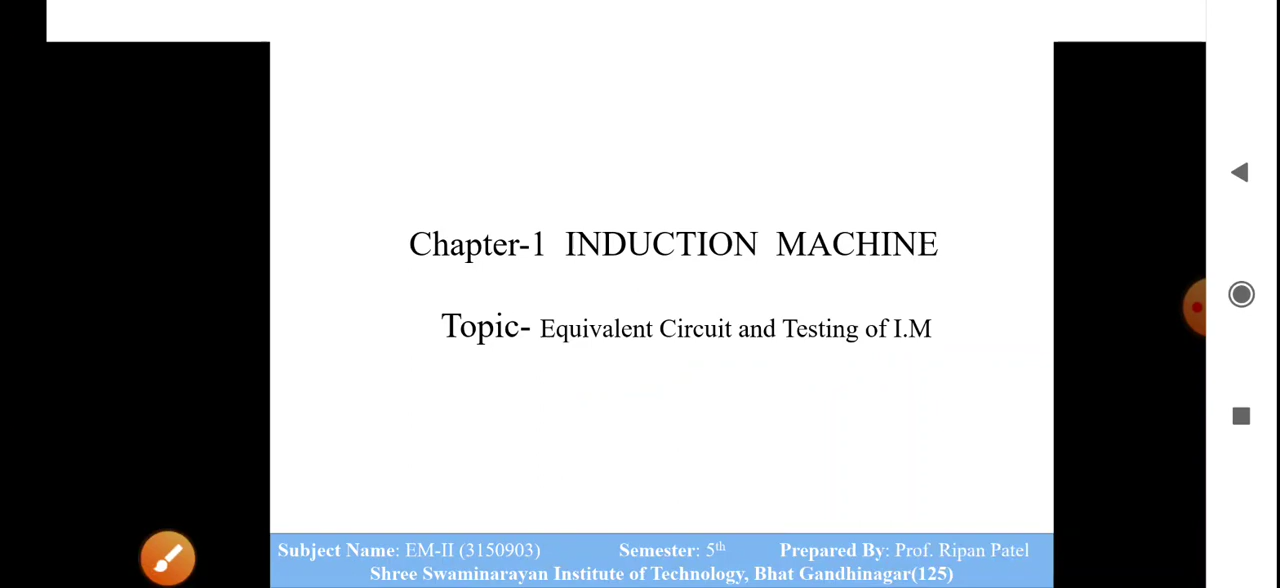 Chapter-1 INDUCTION MACHINE
Topic- Equivalent Circuit and Testing of I.M
Subject Name: EM-II (3150903) Semester: 5th Prepared By: Prof. Ripan Patel
Shree Swaminarayan Institute of Technology, Bhat Gandhinagar(125)